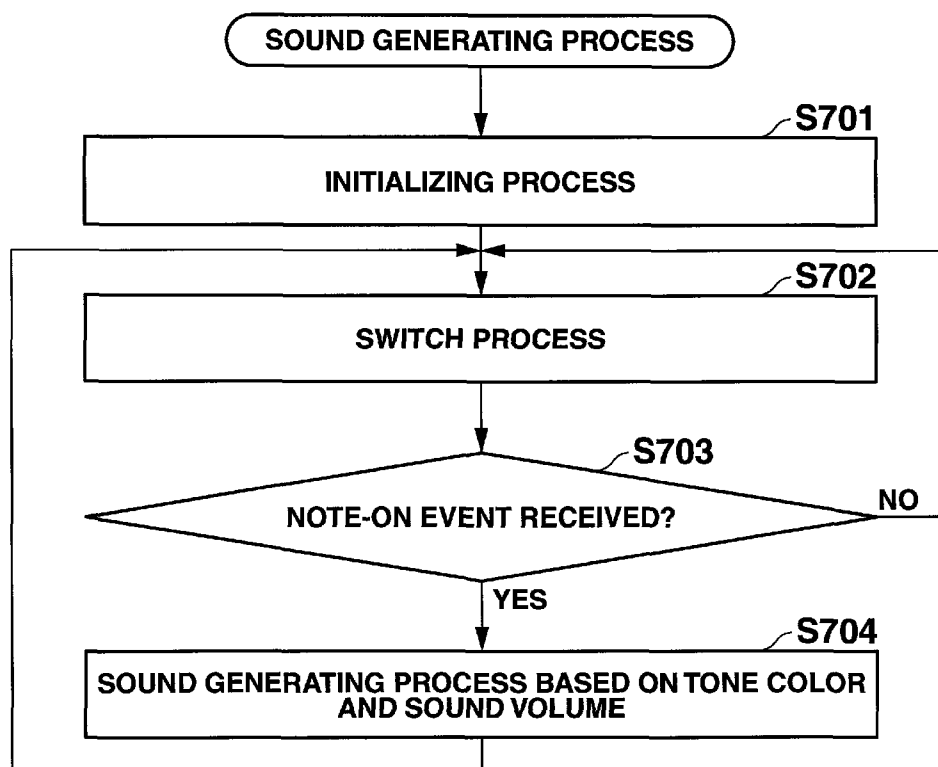 SOUND GENERATING PROCESS
S701
INITIALIZING PROCESS
S702
SWITCH PROCESS
S703
NOTE-ON EVENT RECEIVED?
NO
YES
S704
SOUND GENERATING PROCESS BASED ON TONE COLOR
AND SOUND VOLUME